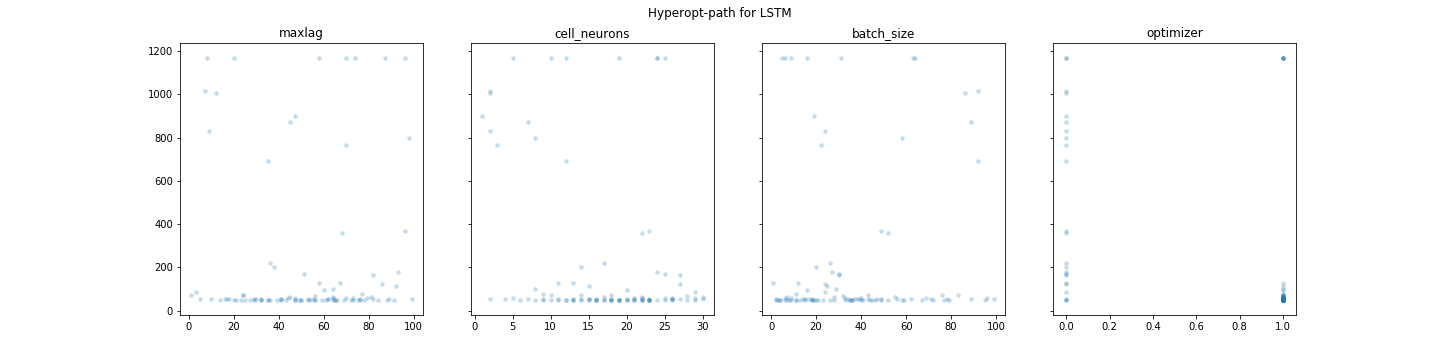 Hyperopt-path for LSTM
maxlag
cell_neurons
batch_size
optimizer
1200
1000
800
600
400
200
0
0 20 40 60 80 100
0 5 10 15 20 25 30
0 20 40 60 80 100
0.0 0.2 0.4 0.6 0.8 1.0